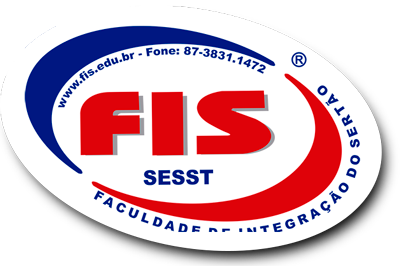 www.fis.edu.br - Fone: 87-3831.1472
®
FIS
SESST
FACULDADE DE INTEGRAÇÃO DO SERTÃO